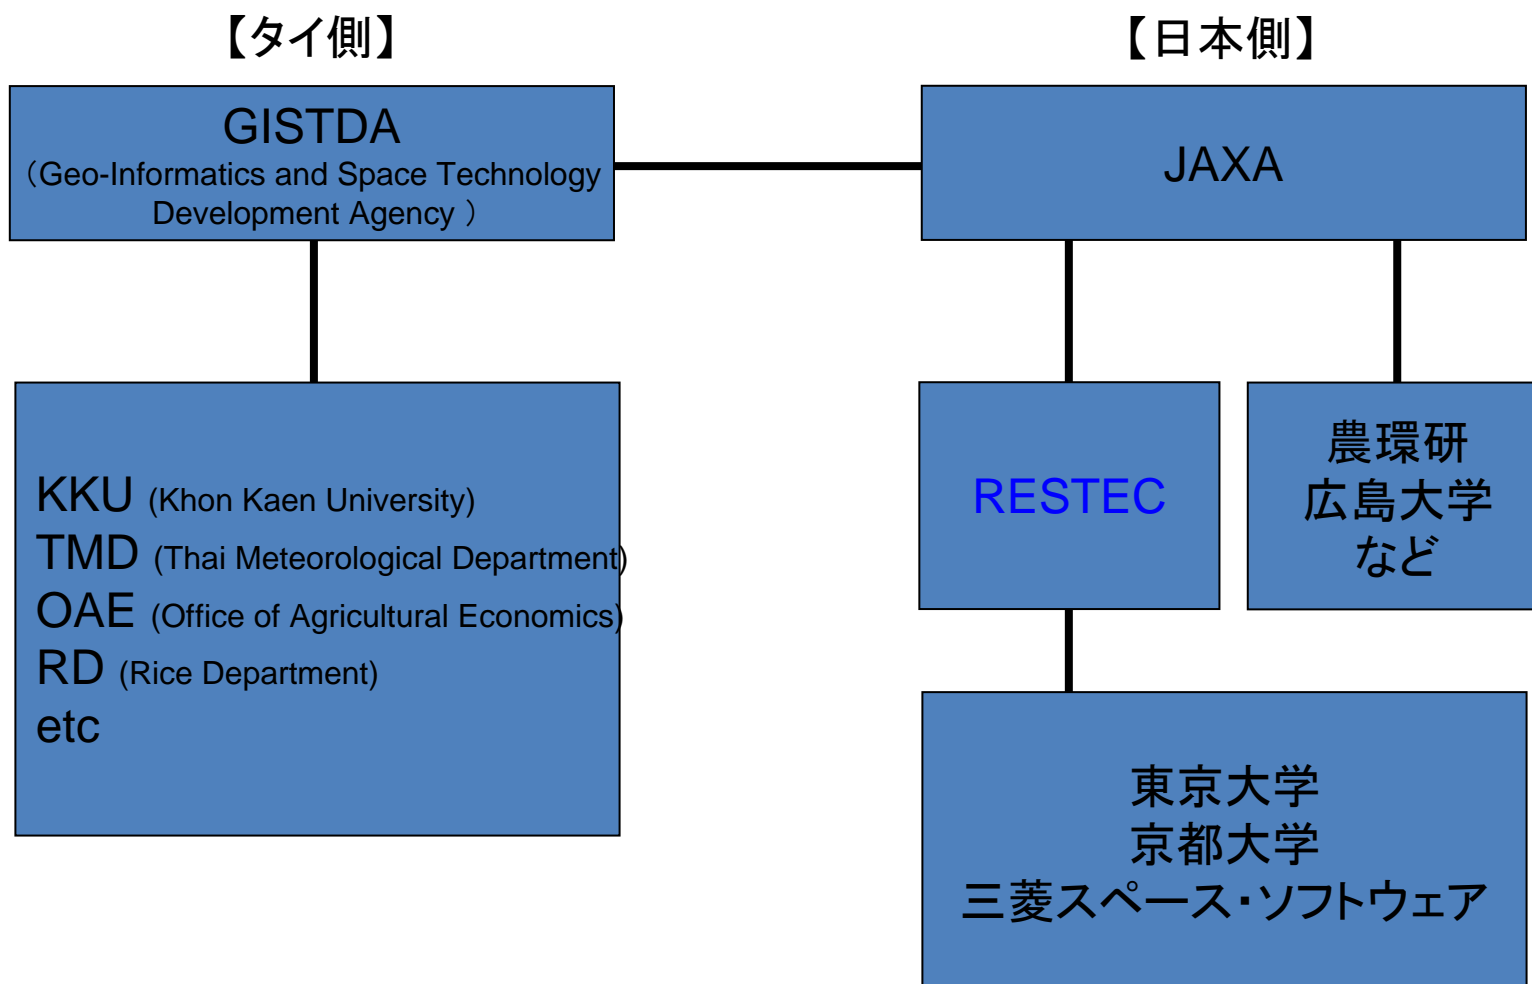 【タイ側】
GISTDA
（Geo-Informatics and Space Technology
Development Agency ）
KKU (Khon Kaen University)
TMD (Thai Meteorological Department)
OAE (Office of Agricultural Economics)
RD (Rice Department)
etc
【日本側】
JAXA
RESTEC
農環研
広島大学
など
東京大学
京都大学
三菱スペース・ソフトウェア